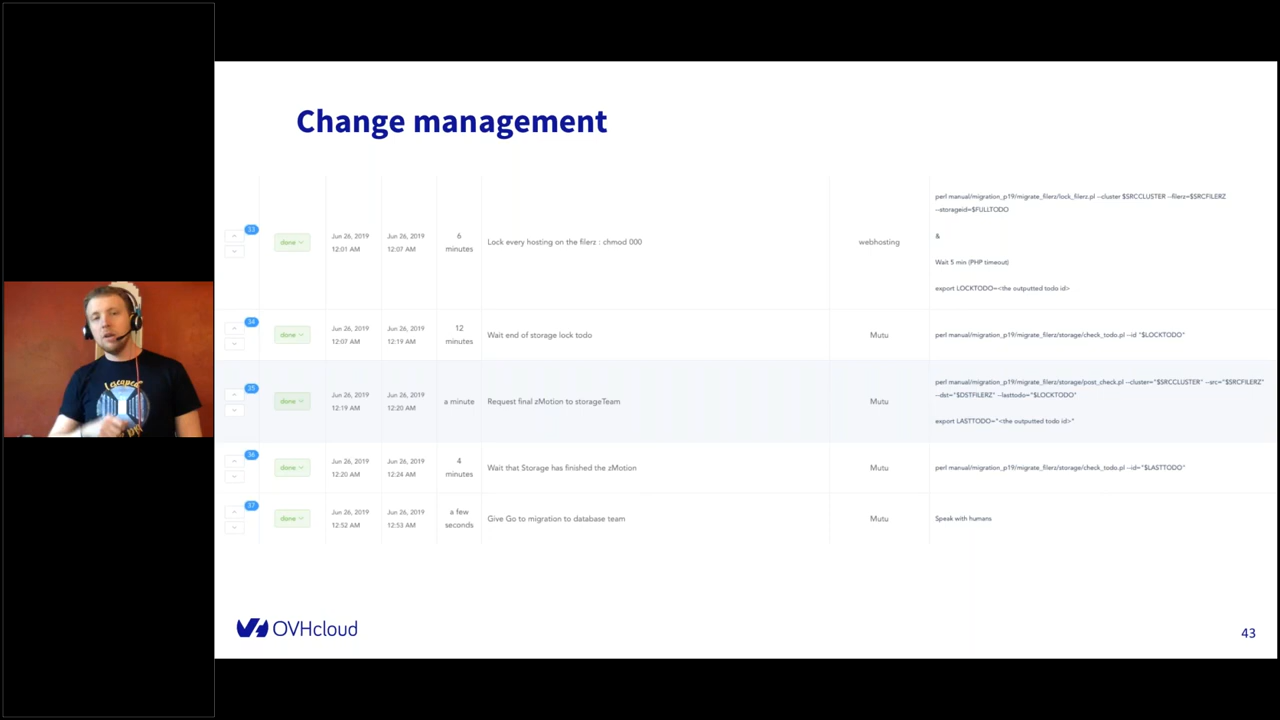 Change management
33
done
Jun 26, 2019
12:01 AM
Jun 26, 2019
12:07 AM
6
minutes
Lock every hosting on the filerz : chmod 000
webhosting
perl manual/migration_p19/migrate_filerz/lock_filerz.pl --cluster $SRCCLUSTER --filerz=$SRCFILERZ
--storageid=$FULLTODO
&
Wait 5 min (PHP timeout)
export LOCKTODO=<the outputted todo id>
34
done
Jun 26, 2019
12:07 AM
Jun 26, 2019
12:19 AM
12
minutes
Wait end of storage lock todo
Mutu
perl manual/migration_p19/migrate_filerz/storage/check_todo.pl --id "$LOCKTODO"
35
done
Jun 26, 2019
12:19 AM
Jun 26, 2019
12:20 AM
a minute
Request final zMotion to storageTeam
Mutu
perl manual/migration_p19/migrate_filerz/storage/post_check.pl --cluster="$SRCCLUSTER" --src="$SRCFILERZ"
--dst="$DSTFILERZ" --lasttodo="$LOCKTODO"
export LASTTODO="<the outputted todo id>"
36
done
Jun 26, 2019
12:20 AM
Jun 26, 2019
12:24 AM
4
minutes
Wait that Storage has finished the zMotion
Mutu
perl manual/migration_p19/migrate_filerz/storage/check_todo.pl --id="$LASTTODO"
37
done
Jun 26, 2019
12:52 AM
Jun 26, 2019
12:53 AM
a few
seconds
Give Go to migration to database team
Mutu
Speak with humans
I escaped
OVHcloud
43